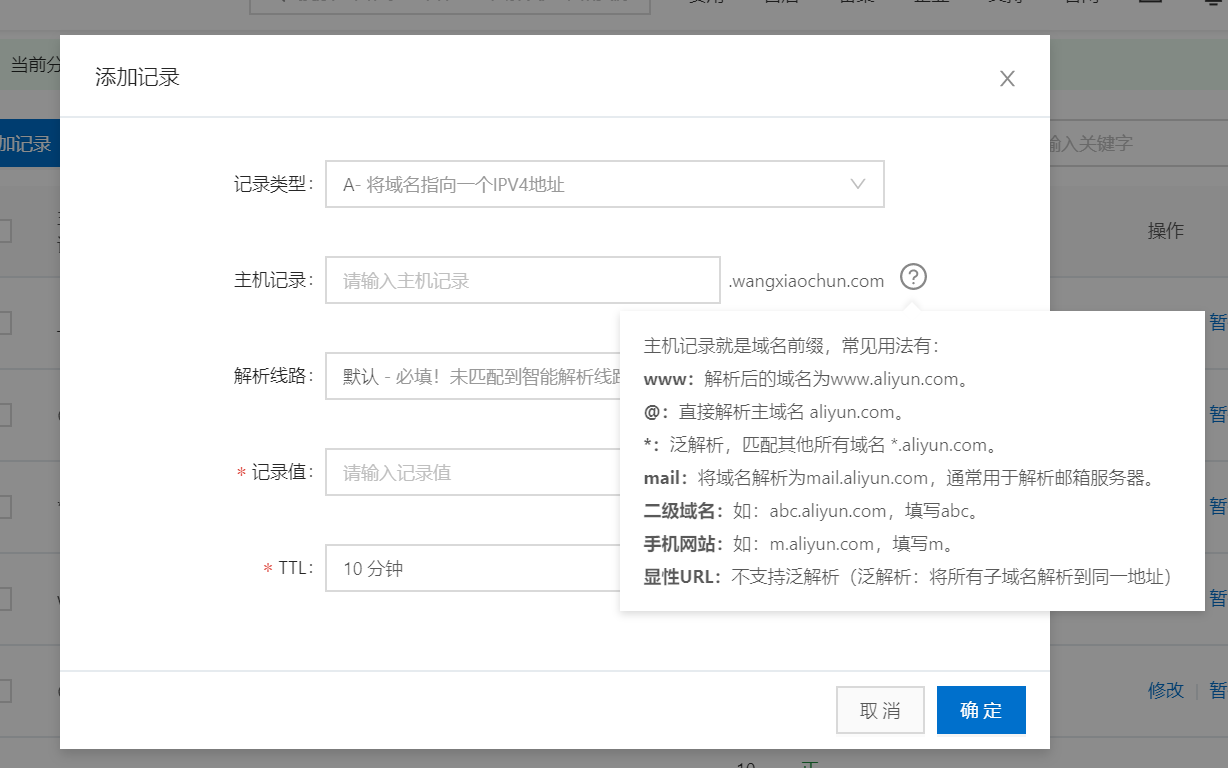 当前分
添加记录
加记录
输入关键字
记录类型：
A- 将域名指向一个IPV4地址
操作
主机记录：
请输入主机记录
.wangxiaochun.com
?
主机记录就是域名前缀，常见用法有：
www：解析后的域名为www.aliyun.com。
@：直接解析主域名 aliyun.com。
*：泛解析，匹配其他所有域名 *.aliyun.com。
mail：将域名解析为mail.aliyun.com，通常用于解析邮箱服务器。
二级域名：如：abc.aliyun.com，填写abc。
手机网站：如：m.aliyun.com，填写m。
显性URL：不支持泛解析（泛解析：将所有子域名解析到同一地址）
解析线路：
默认 - 必填！未匹配到智能解析线路
* 记录值：
请输入记录值
* TTL：
10 分钟
暂
暂
暂
暂
修改 | 暂
取 消
确 定